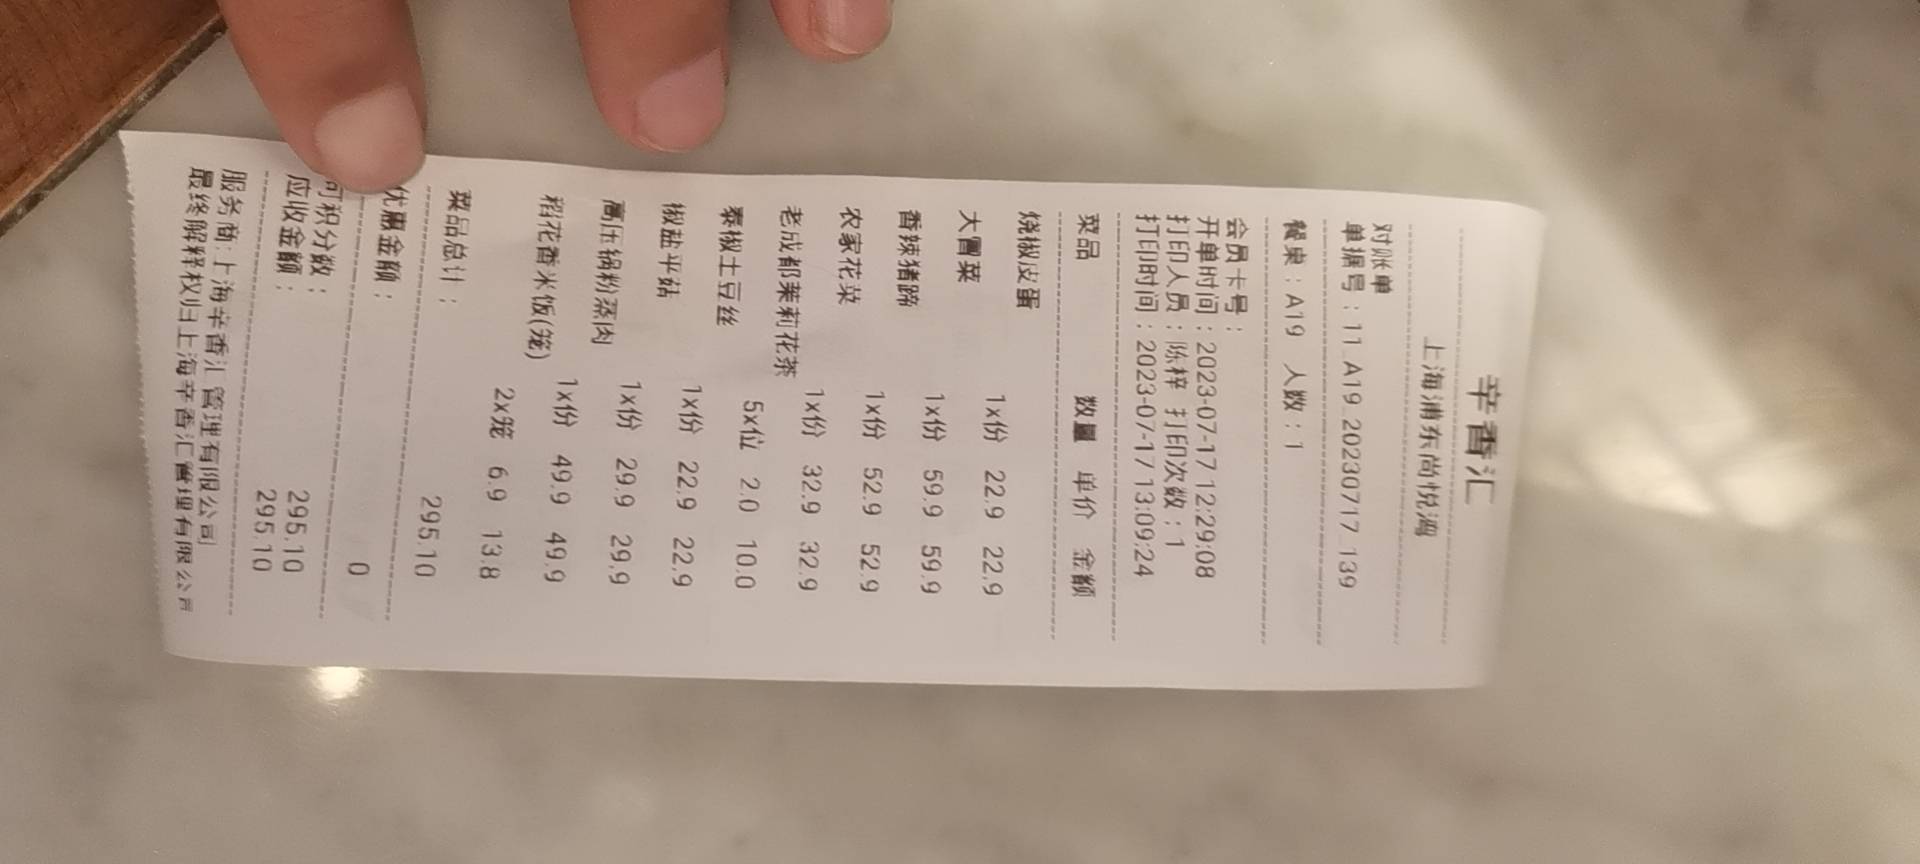 辛香汇
上海浦东尚悦湾
对账单
单据号：11_A19_20230717_139
餐桌：A19 人数：1
会员卡号：
开单时间：2023-07-17 12:29:08
打印人员：陈梓 打印次数：1
打印时间：2023-07-17 13:09:24
菜品 数量 单价 金额
烧椒皮蛋
1x份 22.9 22.9
大冒菜
1x份 59.9 59.9
香辣猪蹄
1x份 52.9 52.9
农家花菜
1x份 32.9 32.9
老成都茉莉花茶
5x位 2.0 10.0
泰椒土豆丝
1x份 22.9 22.9
椒盐平菇
1x份 29.9 29.9
高压锅粉蒸肉
1x份 49.9 49.9
稻花香米饭(笼)
2x笼 6.9 13.8
菜品总计：
295.10
优惠金额：
0
可积分数：
295.10
应收金额：
295.10
服务商：上海辛香汇管理有限公司
最终解释权归上海辛香汇管理有限公司